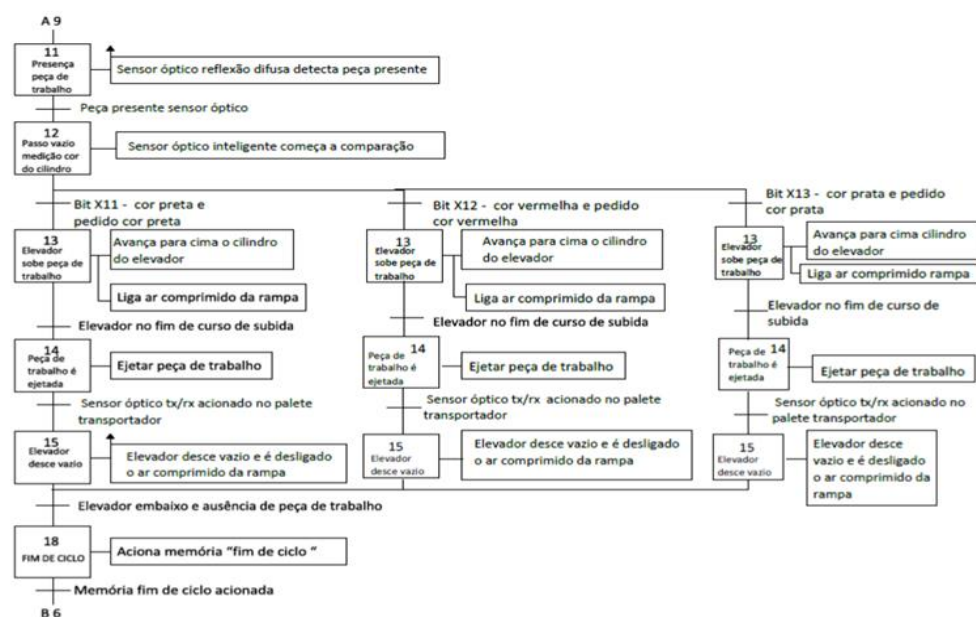 A 9
11
Presença
peça de
trabalho
Sensor óptico reflexão difusa detecta peça presente
Peça presente sensor óptico
12
Passo vazio
medição cor
do cilindro
Sensor óptico inteligente começa a comparação
Bit X11 - cor preta e
pedido cor preta
Bit X12 - cor vermelha e pedido
cor vermelha
Bit X13 - cor prata e pedido
cor prata
13
Elevador
sobe peça de
trabalho
Avança para cima o cilindro
do elevador
Liga ar comprimido da rampa
13
Elevador
sobe peça de
trabalho
Avança para cima o cilindro
do elevador
Liga ar comprimido da rampa
13
Elevador
sobe peça de
trabalho
Avança para cima cilindro
do elevador
Liga ar comprimido rampa
Elevador no fim de curso de subida
Elevador no fim de curso de subida
Elevador no fim de curso de
subida
14
Peça de
trabalho é
ejetada
Ejetar peça de trabalho
14
Peça de
trabalho é
ejetada
Ejetar peça de trabalho
14
Peça de
trabalho é
ejetada
Ejetar peça de trabalho
Sensor óptico tx/rx acionado no palete
transportador
Sensor óptico tx/rx acionado no palete
transportador
Sensor óptico tx/rx acionado no
palete transportador
15
Elevador
desce vazio
Elevador desce vazio e é desligado
o ar comprimido da rampa
15
Elevador
desce vazio
Elevador desce vazio e é desligado
o ar comprimido da rampa
15
Elevador
desce vazio
Elevador desce
vazio e é desligado
o ar comprimido da
rampa
Elevador embaixo e ausência de peça de trabalho
18
FIM DE CICLO
Aciona memória "fim de ciclo "
Memória fim de ciclo acionada
B 6